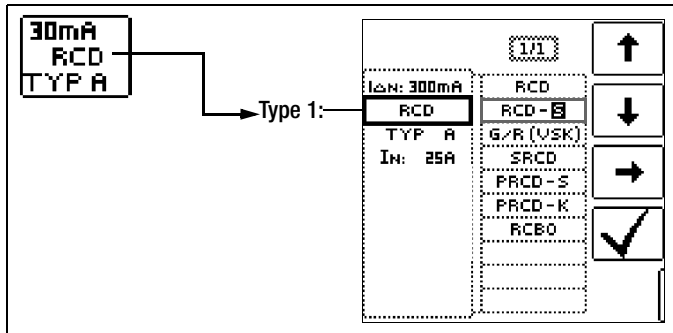 30mA
RCD
TYP A
Type 1:
1/1
I△N: 300mA
RCD
TYP A
IN: 25A
RCD
RCD - S
G/R (VSK)
SRCD
PRCD - S
PRCD - K
RCBO